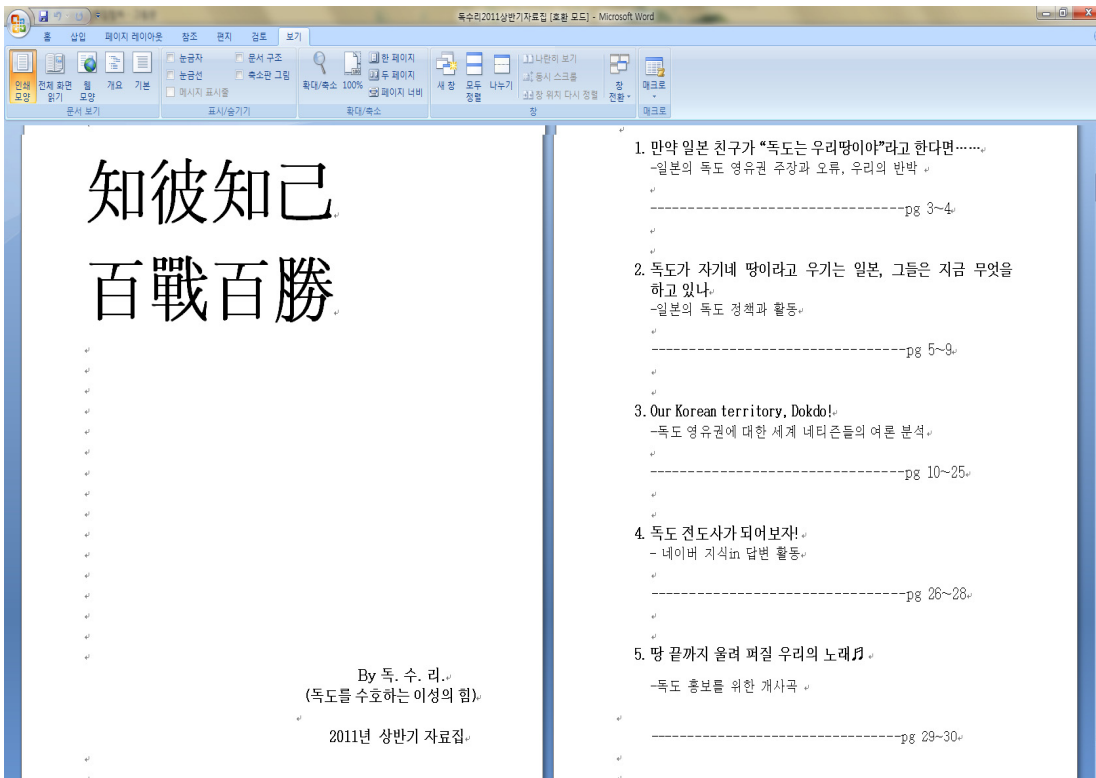 독수리2011상반기자료집 [호환 모드] - Microsoft Word
홈 삽입 페이지 레이아웃 참조 편지 검토 보기
인쇄 모양
전체 화면 읽기
웹 모양
개요
기본
문서 보기
눈금자
눈금선
메시지 표시줄
문서 구조
축소판 그림
표시/숨기기
확대/축소
100%
한 페이지
두 페이지
페이지 너비
확대/축소
새 창
모두 정렬
나누기
나란히 보기
동시 스크롤
창 위치 다시 정렬
창 전환
창
매크로
매크로
知彼知己
百戰百勝
By 독. 수. 리.
(독도를 수호하는 이성의 힘)
2011년 상반기 자료집
1. 만약 일본 친구가 “독도는 우리땅이야”라고 한다면……
-일본의 독도 영유권 주장과 오류, 우리의 반박
----------------------------------pg 3~4
2. 독도가 자기네 땅이라고 우기는 일본, 그들은 지금 무엇을
하고 있나
-일본의 독도 정책과 활동
----------------------------------pg 5~9
3. Our Korean territory, Dokdo!
-독도 영유권에 대한 세계 네티즌들의 여론 분석
----------------------------------pg 10~25
4. 독도 전도사가 되어보자!
- 네이버 지식in 답변 활동
----------------------------------pg 26~28
5. 땅 끝까지 울려 퍼질 우리의 노래♬
-독도 홍보를 위한 개사곡
---------------------------------pg 29~30